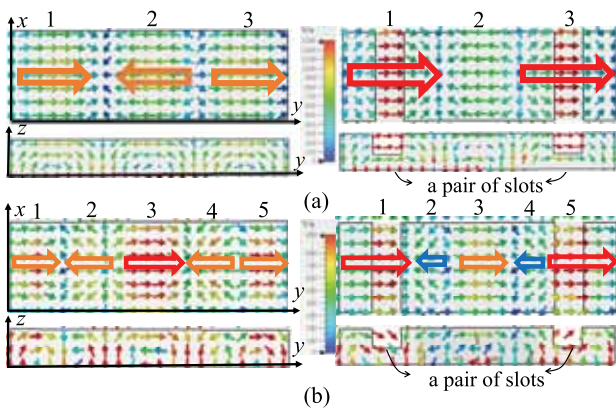 x 1 2 3 1 2 3
y y
z
y
a pair of slots
(a)
x 1 2 3 4 5 1 2 3 4 5
y y
z
y
a pair of slots
(b)